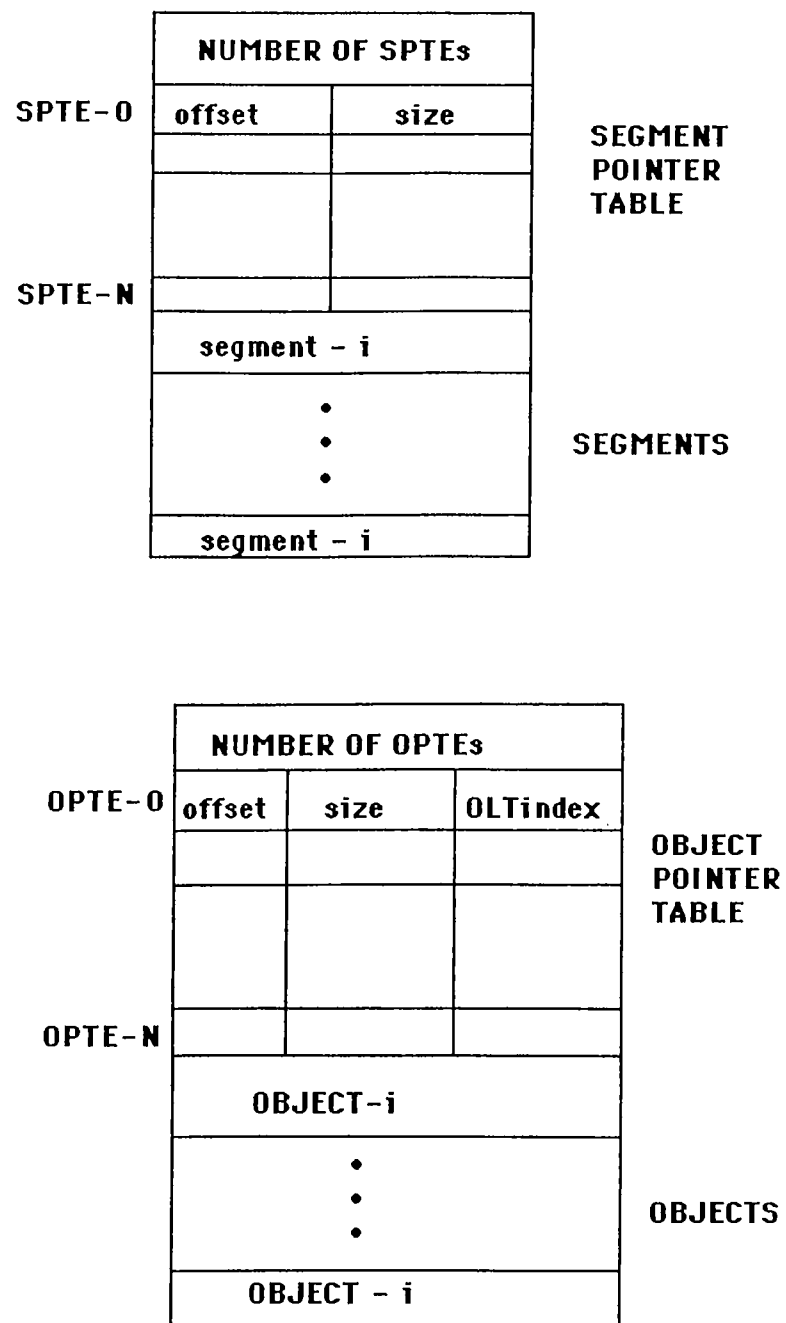 NUMBER OF SPTEs
SPTE-0 offset size
SEGMENT
POINTER
TABLE
SPTE-N
segment - i
SEGMENTS
segment - i
NUMBER OF OPTEs
OPTE-0 offset size OLTindex
OBJECT
POINTER
TABLE
OPTE-N
OBJECT-i
OBJECTS
OBJECT - i